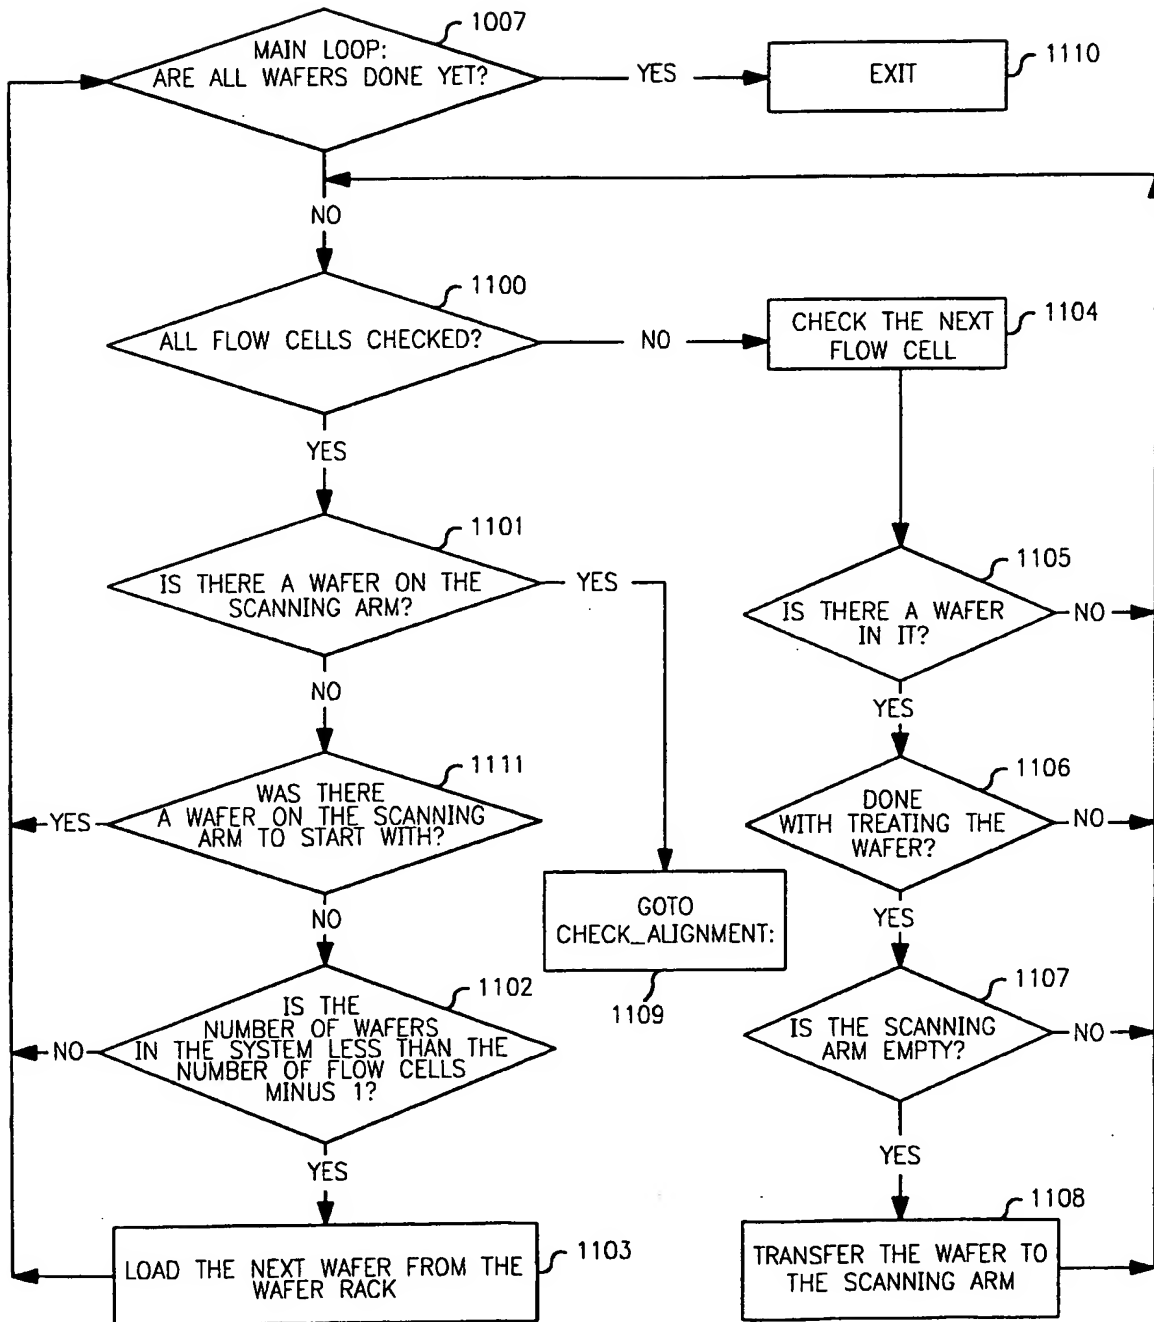 1007
MAIN LOOP:
ARE ALL WAFERS DONE YET?
YES
EXIT
1110
NO
1100
ALL FLOW CELLS CHECKED?
NO
CHECK THE NEXT
FLOW CELL
1104
YES
1101
IS THERE A WAFER ON THE
SCANNING ARM?
YES
1105
IS THERE A WAFER
IN IT?
NO
NO
YES
1111
WAS THERE
A WAFER ON THE SCANNING
ARM TO START WITH?
YES
1106
DONE
WITH TREATING THE
WAFER?
NO
GOTO
CHECK_ALIGNMENT:
1109
NO
YES
1102
IS THE
NUMBER OF WAFERS
IN THE SYSTEM LESS THAN THE
NUMBER OF FLOW CELLS
MINUS 1?
NO
1107
IS THE SCANNING
ARM EMPTY?
NO
YES
YES
1103
LOAD THE NEXT WAFER FROM THE
WAFER RACK
1108
TRANSFER THE WAFER TO
THE SCANNING ARM